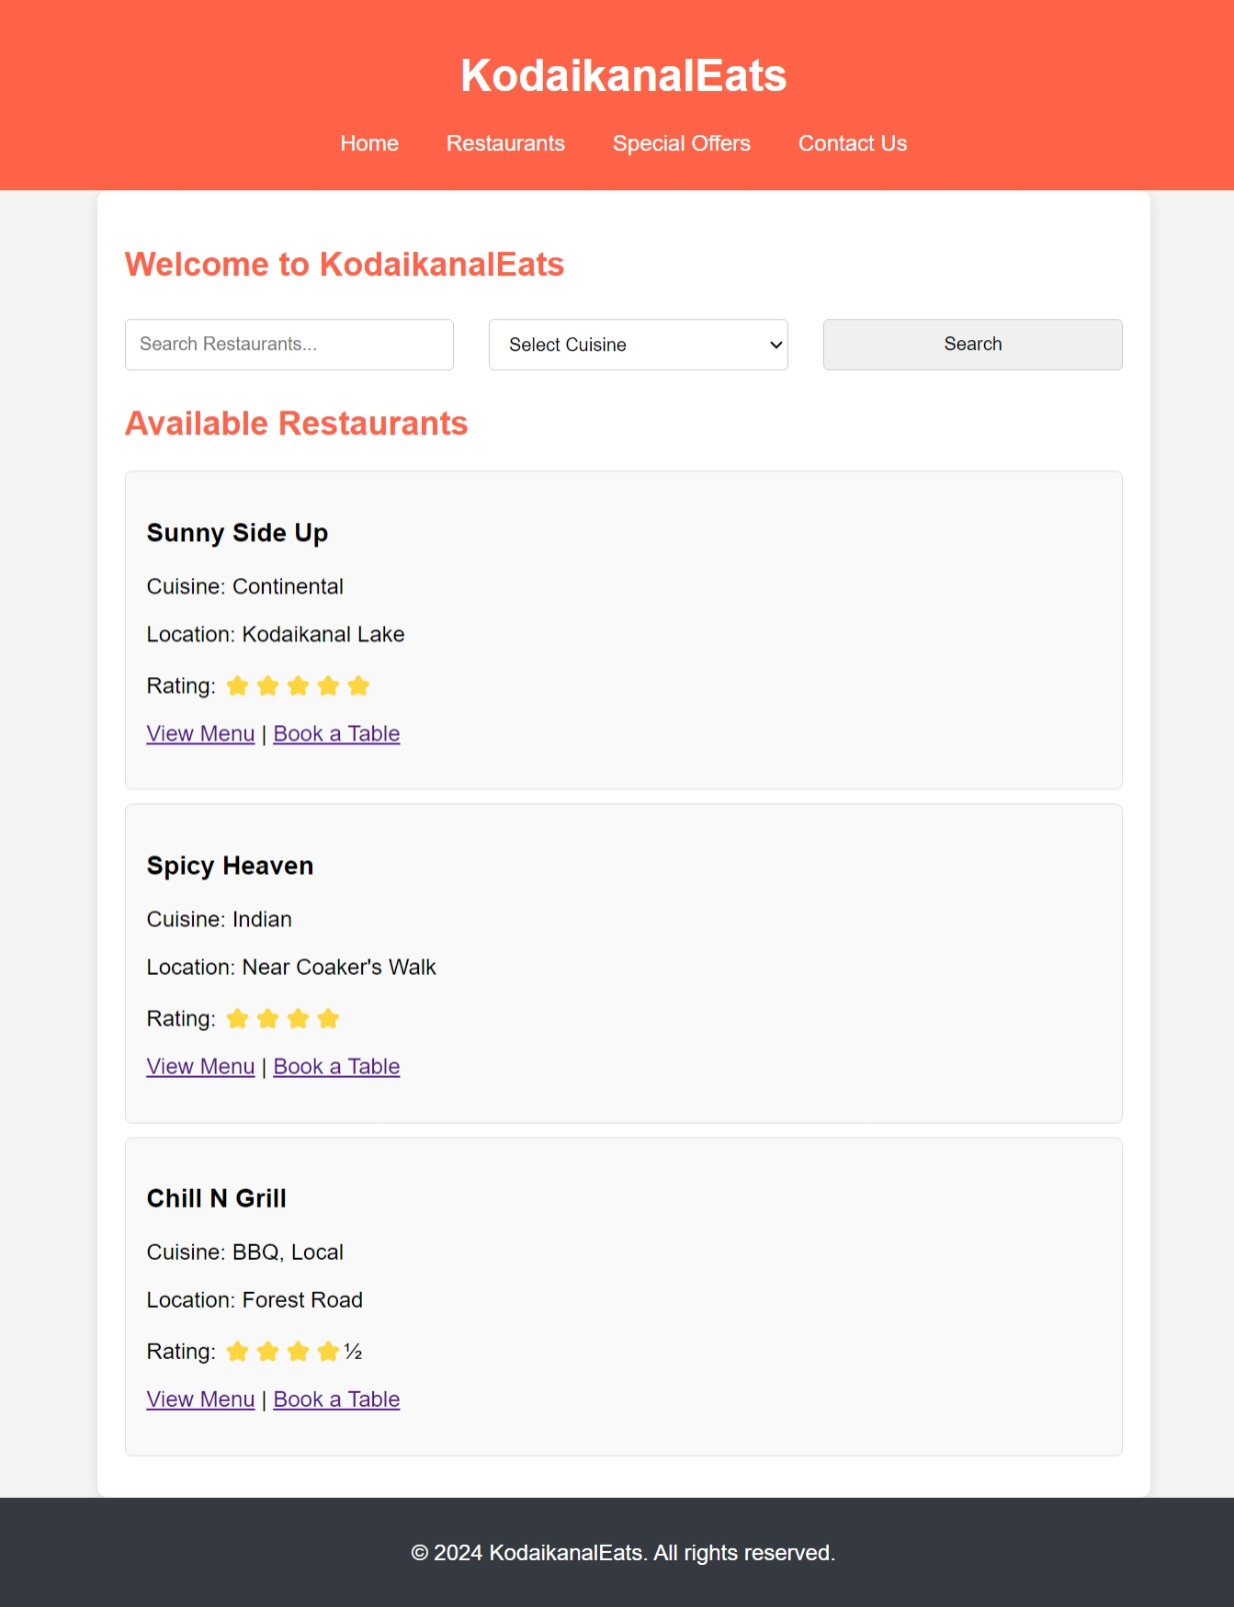 KodaikanalEats
Home Restaurants Special Offers Contact Us
Welcome to KodaikanalEats
Search Restaurants... Select Cuisine Search
Available Restaurants
Sunny Side Up
Cuisine: Continental
Location: Kodaikanal Lake
Rating: ⭐⭐⭐⭐⭐
View Menu | Book a Table
Spicy Heaven
Cuisine: Indian
Location: Near Coaker's Walk
Rating: ⭐⭐⭐⭐
View Menu | Book a Table
Chill N Grill
Cuisine: BBQ, Local
Location: Forest Road
Rating: ⭐⭐⭐⭐½
View Menu | Book a Table
© 2024 KodaikanalEats. All rights reserved.